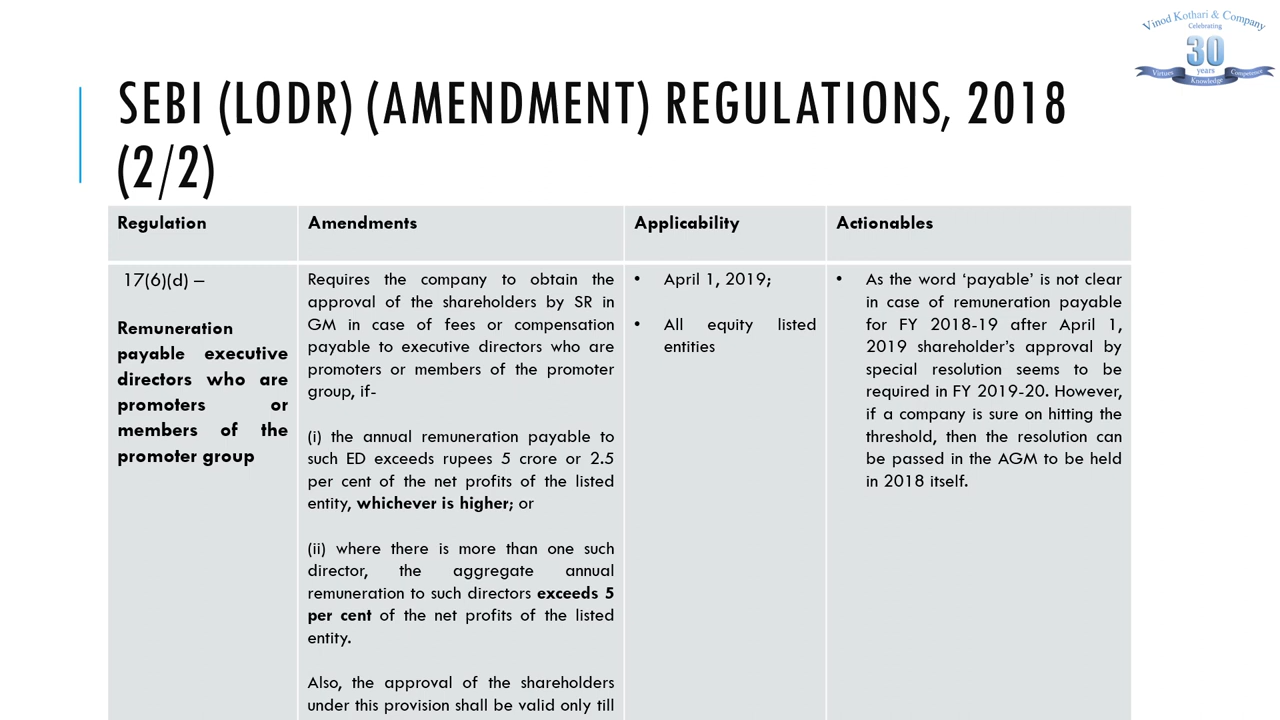 Vinod Kothari & Company
Celebrating
30
years
Virtues Knowledge Competence
SEBI (LODR) (AMENDMENT) REGULATIONS, 2018
(2/2)
Regulation
Amendments
Applicability
Actionables
17(6)(d) –
Remuneration
payable executive
directors who are
promoters or
members of the
promoter group
Requires the company to obtain the
approval of the shareholders by SR in
GM in case of fees or compensation
payable to executive directors who are
promoters or members of the promoter
group, if-
(i) the annual remuneration payable to
such ED exceeds rupees 5 crore or 2.5
per cent of the net profits of the listed
entity, whichever is higher; or
(ii) where there is more than one such
director, the aggregate annual
remuneration to such directors exceeds 5
per cent of the net profits of the listed
entity.
Also, the approval of the shareholders
under this provision shall be valid only till
• April 1, 2019;
• All equity listed
entities
• As the word ‘payable’ is not clear
in case of remuneration payable
for FY 2018-19 after April 1,
2019 shareholder’s approval by
special resolution seems to be
required in FY 2019-20. However,
if a company is sure on hitting the
threshold, then the resolution can
be passed in the AGM to be held
in 2018 itself.